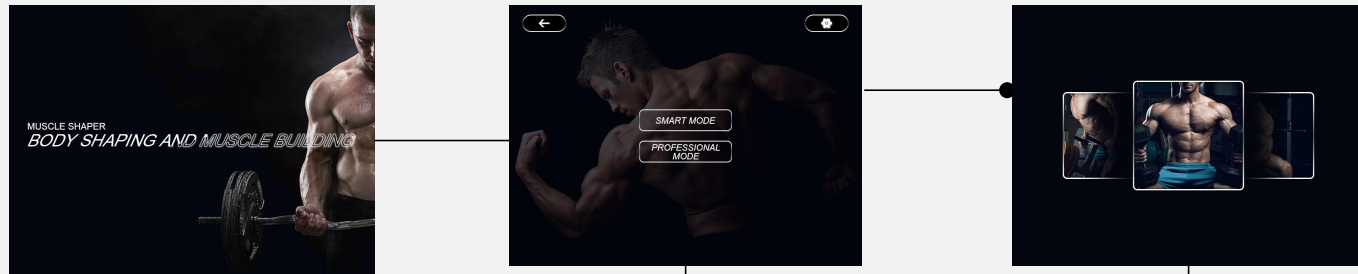 MUSCLE SHAPER
BODY SHAPING AND MUSCLE BUILDING
SMART MODE
PROFESSIONAL
MODE